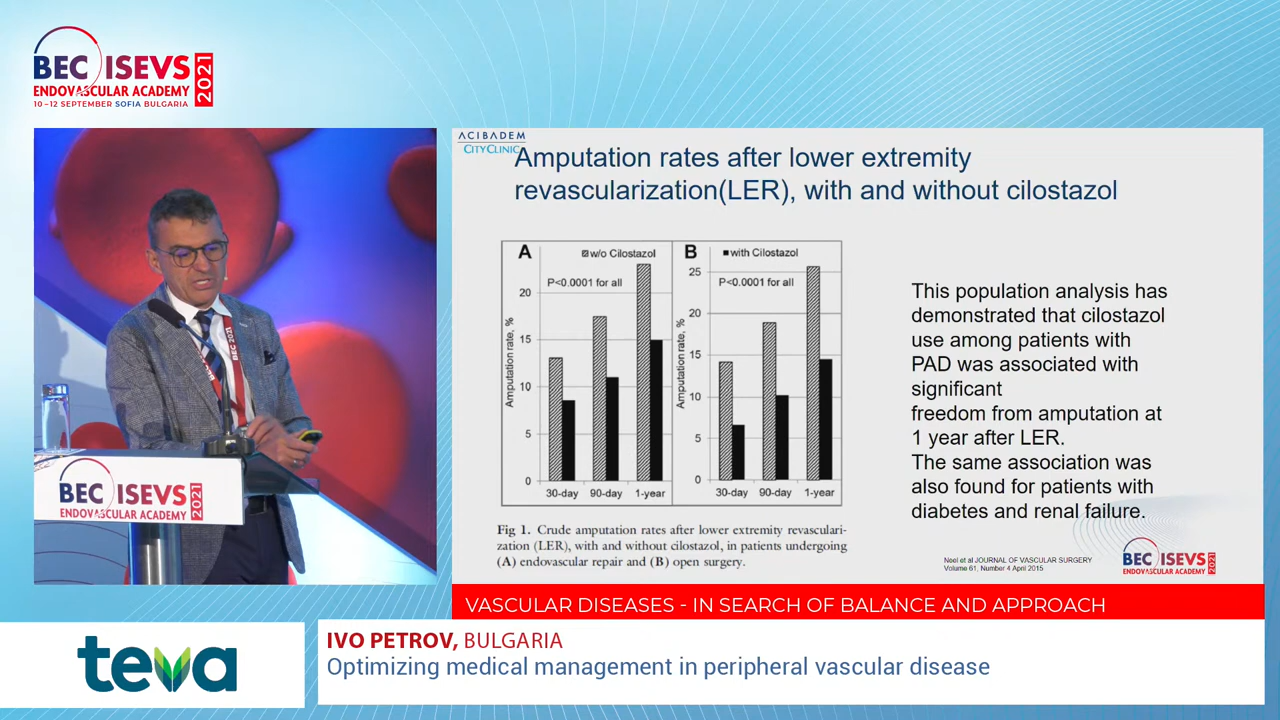 BEC ISEVS
ENDOVASCULAR ACADEMY
2021
10-12 SEPTEMBER SOFIA BULGARIA
BEC 2021
BEC ISEVS
ENDOVASCULAR ACADEMY
2021
ACIBADEM
CITYCLINIC
Amputation rates after lower extremity
revascularization(LER), with and without cilostazol
A
w/o Cilostazol
P<0.0001 for all
Amputation rate, %
20
15
10
5
0
30-day 90-day 1-year
B
with Cilostazol
P<0.0001 for all
Amputation rate, %
25
20
15
10
5
0
30-day 90-day 1-year
Fig 1. Crude amputation rates after lower extremity revasculari-
zation (LER), with and without cilostazol, in patients undergoing
(A) endovascular repair and (B) open surgery.
This population analysis has
demonstrated that cilostazol
use among patients with
PAD was associated with
significant
freedom from amputation at
1 year after LER.
The same association was
also found for patients with
diabetes and renal failure.
Neel et al JOURNAL OF VASCULAR SURGERY
Volume 61, Number 4 April 2015
BEC ISEVS
ENDOVASCULAR ACADEMY
2021
VASCULAR DISEASES - IN SEARCH OF BALANCE AND APPROACH
teva
IVO PETROV, BULGARIA
Optimizing medical management in peripheral vascular disease